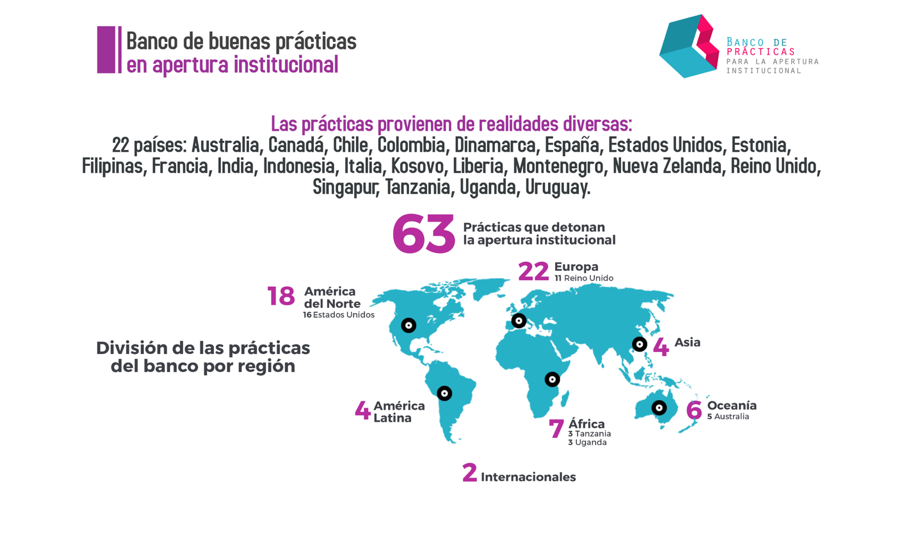 Banco de buenas prácticas
en apertura institucional
BANCO DE
PRÁCTICAS
PARA LA APERTURA
INSTITUCIONAL
Las prácticas provienen de realidades diversas:
22 países: Australia, Canadá, Chile, Colombia, Dinamarca, España, Estados Unidos, Estonia,
Filipinas, Francia, India, Indonesia, Italia, Kosovo, Liberia, Montenegro, Nueva Zelanda, Reino Unido,
Singapur, Tanzania, Uganda, Uruguay.
63 Prácticas que detonan
la apertura institucional
22 Europa
11 Reino Unido
18 América
del Norte
16 Estados Unidos
4 Asia
División de las prácticas
del banco por región
4 América
Latina
7 África
3 Tanzania
3 Uganda
6 Oceanía
5 Australia
2 Internacionales